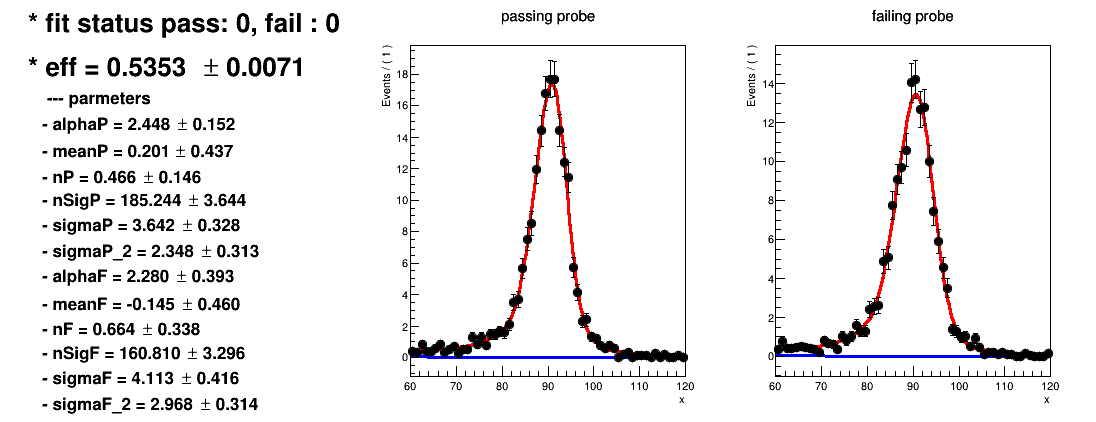 * fit status pass: 0, fail : 0
* eff = 0.5353 ± 0.0071
--- parmeters
- alphaP = 2.448 ± 0.152
- meanP = 0.201 ± 0.437
- nP = 0.466 ± 0.146
- nSigP = 185.244 ± 3.644
- sigmaP = 3.642 ± 0.328
- sigmaP_2 = 2.348 ± 0.313
- alphaF = 2.280 ± 0.393
- meanF = -0.145 ± 0.460
- nF = 0.664 ± 0.338
- nSigF = 160.810 ± 3.296
- sigmaF = 4.113 ± 0.416
- sigmaF_2 = 2.968 ± 0.314
passing probe
Events / ( 1 )
18
16
14
12
10
8
6
4
2
0
60 70 80 90 100 110 120
x
failing probe
Events / ( 1 )
14
12
10
8
6
4
2
0
60 70 80 90 100 110 120
x